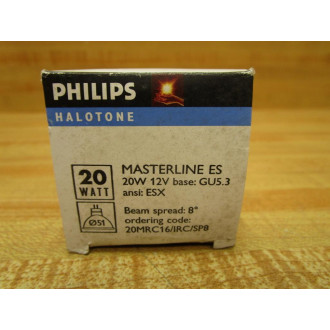 PHILIPS
HALOTONE
20
WATT
Ø51
MASTERLINE ES
20W 12V base: GU5.3
ansi: ESX
Beam spread: 8°
ordering code:
20MRC16/IRC/SP8